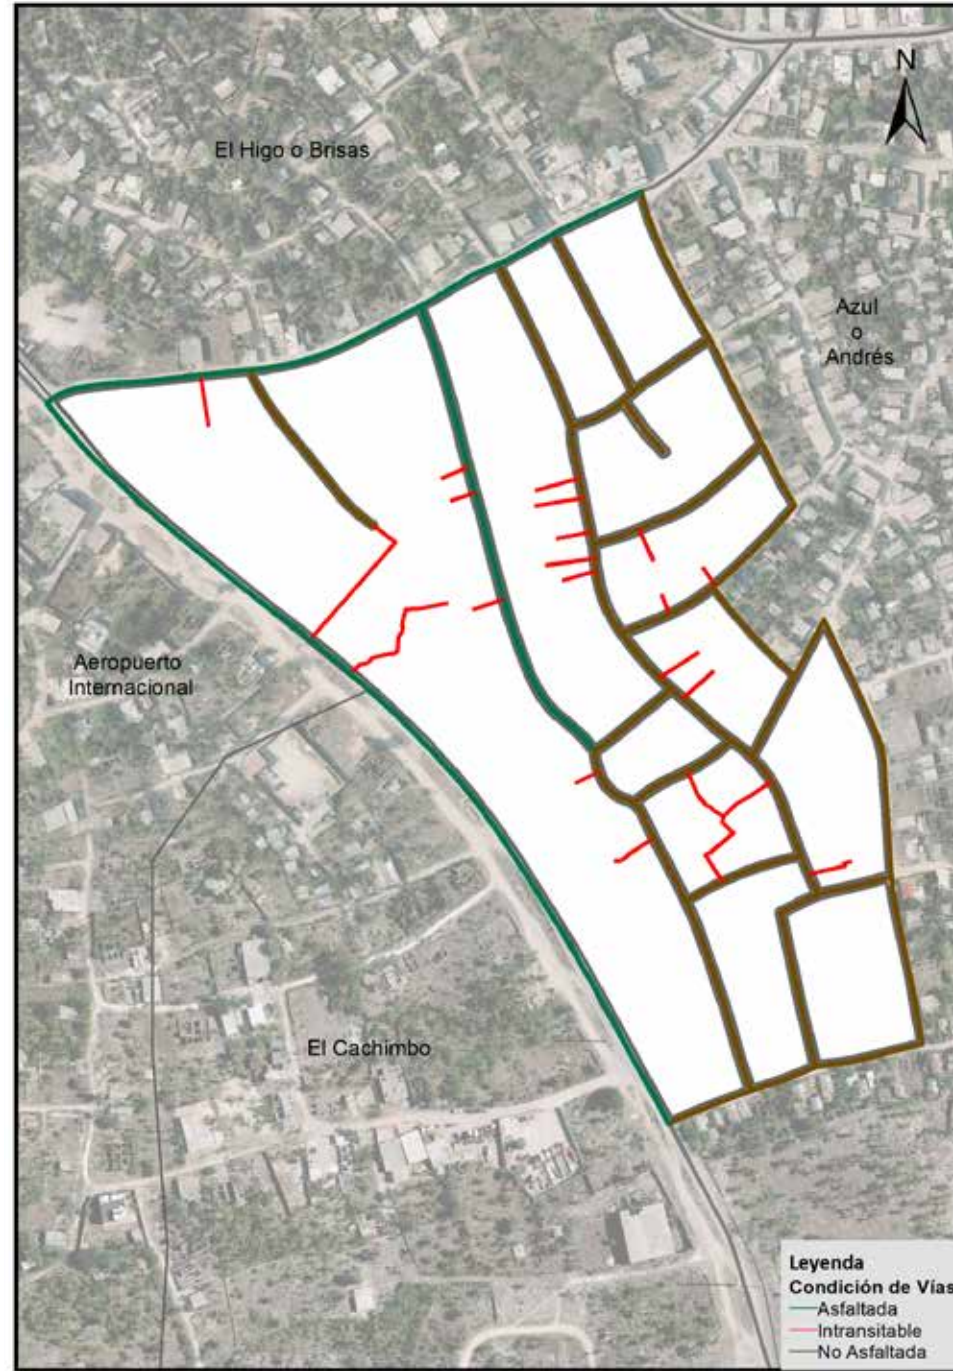 N
El Higo o Brisas
Azul
o
Andrés
Aeropuerto
Internacional
El Cachimbo
Leyenda
Condición de Vías
Asfaltada
Intransitable
No Asfaltada